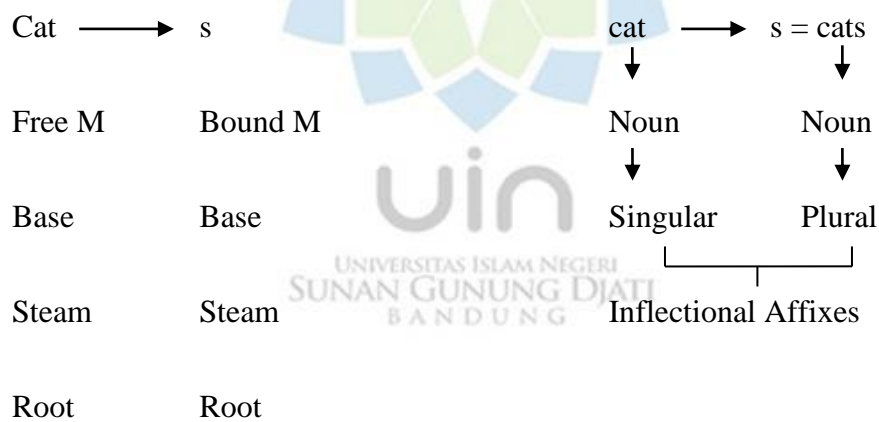 Cat s cat s = cats
Free M Bound M Noun Noun
Base Base Singular Plural
uin
UNIVERSITAS ISLAM NEGERI
SUNAN GUNUNG DJATI
BANDUNG
Steam Steam Inflectional Affixes
Root Root